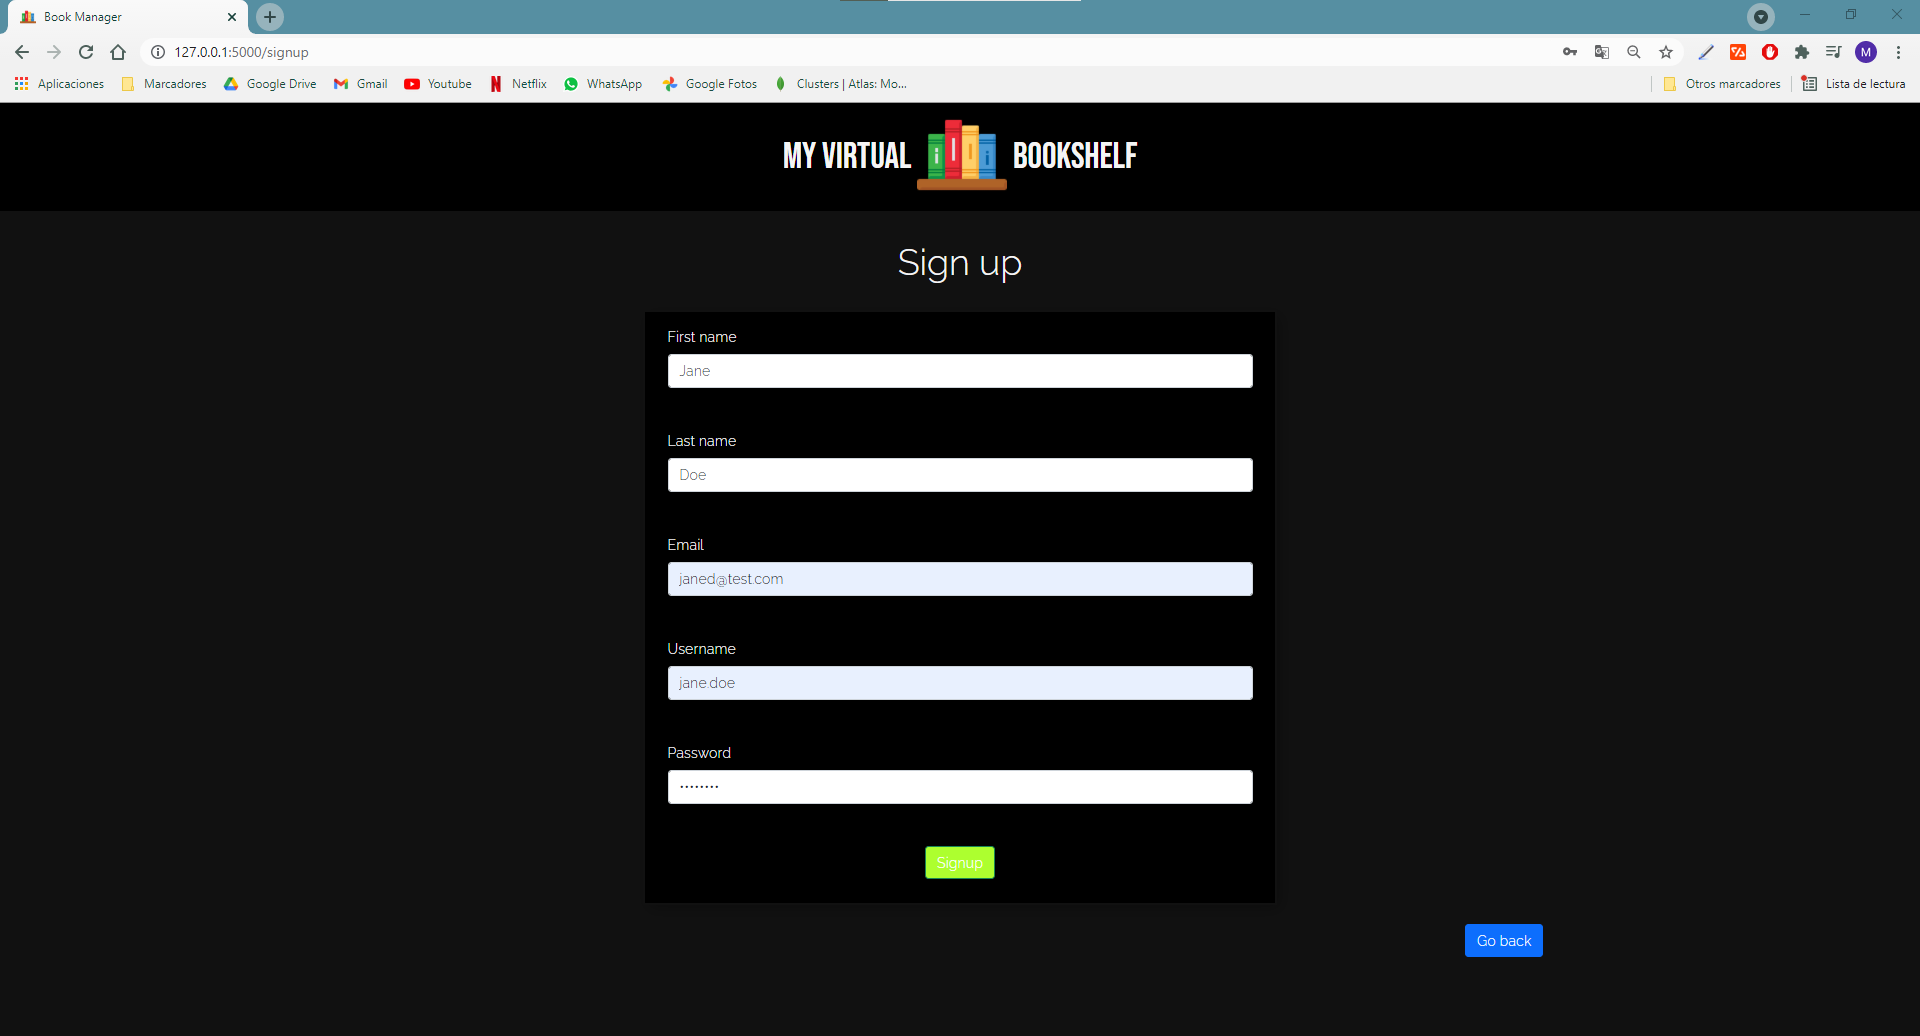 Book Manager
127.0.0.1:5000/signup
M
Aplicaciones Marcadores Google Drive Gmail Youtube Netflix WhatsApp Google Fotos Clusters | Atlas: Mo... Otros marcadores Lista de lectura
MY VIRTUAL BOOKSHELF
Sign up
First name
Jane
Last name
Doe
Email
janed@test.com
Username
jane.doe
Password
••••••••
Signup
Go back